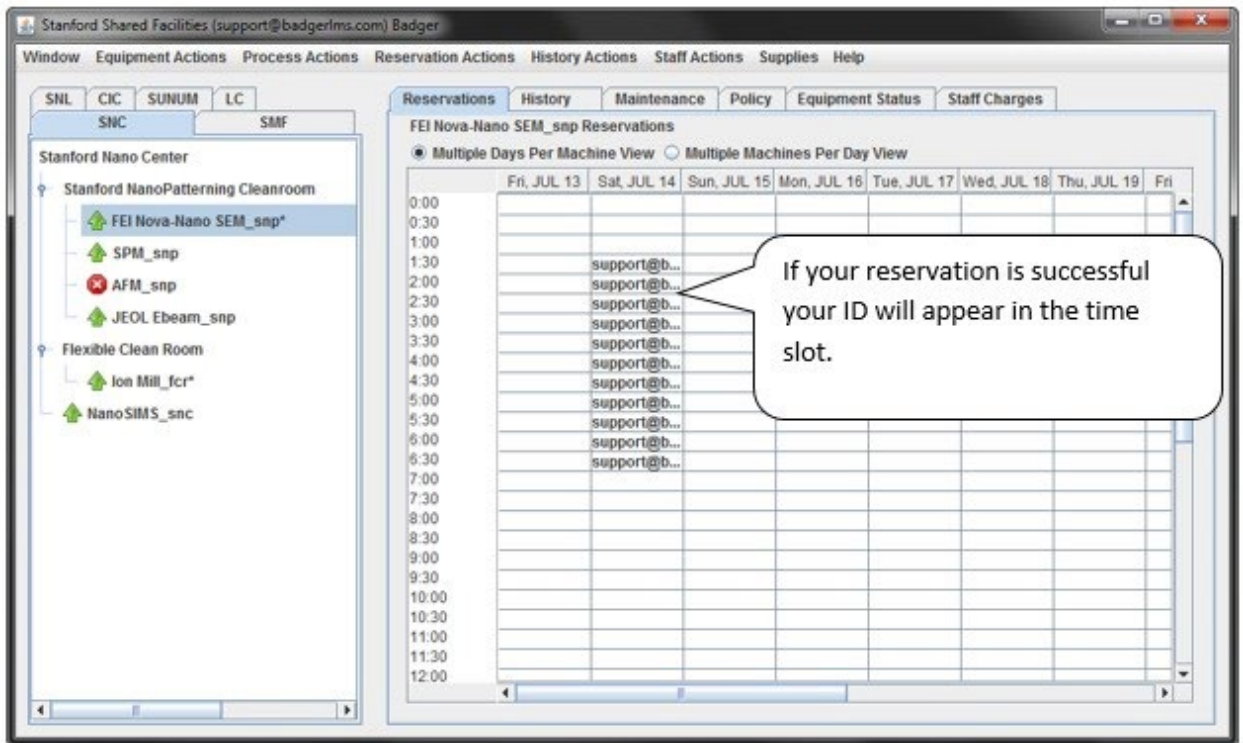 Stanford Shared Facilities (support@badgerlms.com) Badger
Window Equipment Actions Process Actions Reservation Actions History Actions Staff Actions Supplies Help
SNL CIC SUNUM LC
SNC SMF
Stanford Nano Center
Stanford NanoPatterning Cleanroom
FEI Nova-Nano SEM_snp*
SPM_snp
AFM_snp
JEOL Ebeam_snp
Flexible Clean Room
Ion Mill_fcr*
NanoSIMS_snc
Reservations History Maintenance Policy Equipment Status Staff Charges
FEI Nova-Nano SEM_snp Reservations
Multiple Days Per Machine View Multiple Machines Per Day View
Fri, JUL 13 Sat, JUL 14 Sun, JUL 15 Mon, JUL 16 Tue, JUL 17 Wed, JUL 18 Thu, JUL 19 Fri
0:00
0:30
1:00
1:30 support@b...
2:00 support@b...
2:30 support@b...
3:00 support@b...
3:30 support@b...
4:00 support@b...
4:30 support@b...
5:00 support@b...
5:30 support@b...
6:00 support@b...
6:30 support@b...
7:00
7:30
8:00
8:30
9:00
9:30
10:00
10:30
11:00
11:30
12:00
If your reservation is successful
your ID will appear in the time
slot.